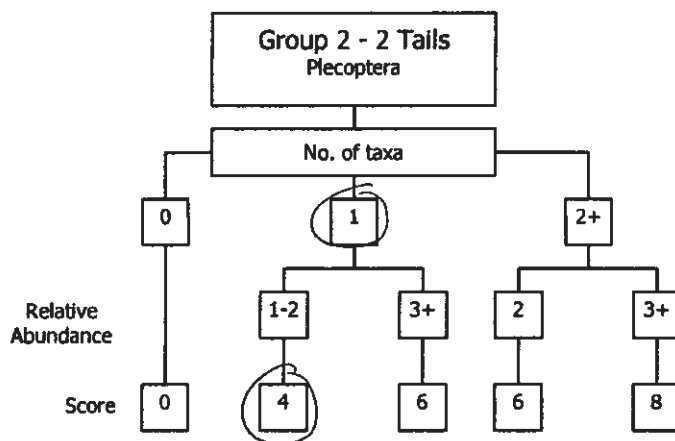 Group 2 - 2 Tails
Plecoptera
No. of taxa
0 1 2+
Relative Abundance
1-2 3+ 2 3+
Score
0 4 6 6 8